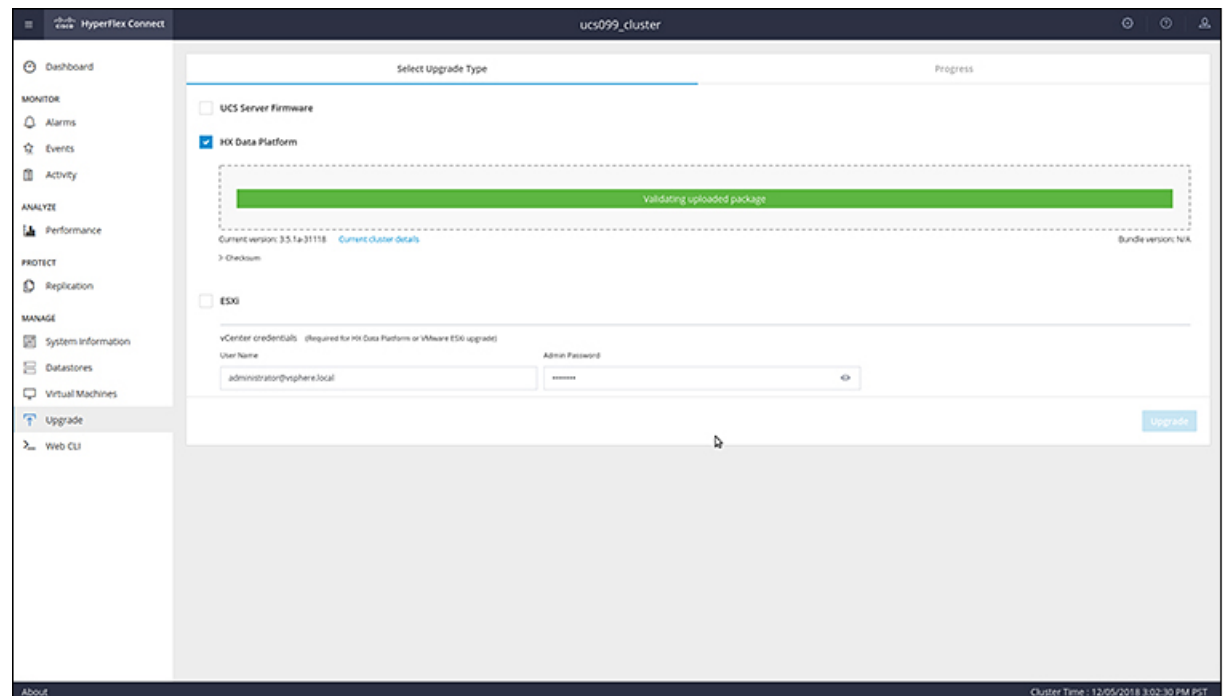 cisco HyperFlex Connect
ucs099_cluster
Dashboard
MONITOR
Alarms
Events
Activity
ANALYZE
Performance
PROTECT
Replication
MANAGE
System Information
Datastores
Virtual Machines
Upgrade
Web CLI
Select Upgrade Type
Progress
UCS Server Firmware
HX Data Platform
Validating uploaded package
Current version: 3.5.1a-31118 Current cluster details
Bundle version: N/A
> Checksum
ESXi
vCenter credentials (Required for HX Data Platform or VMware ESXi upgrade)
User Name
Admin Password
administrator@vsphere.local
Upgrade
About
Cluster Time : 12/05/2018 3:02:30 PM PST